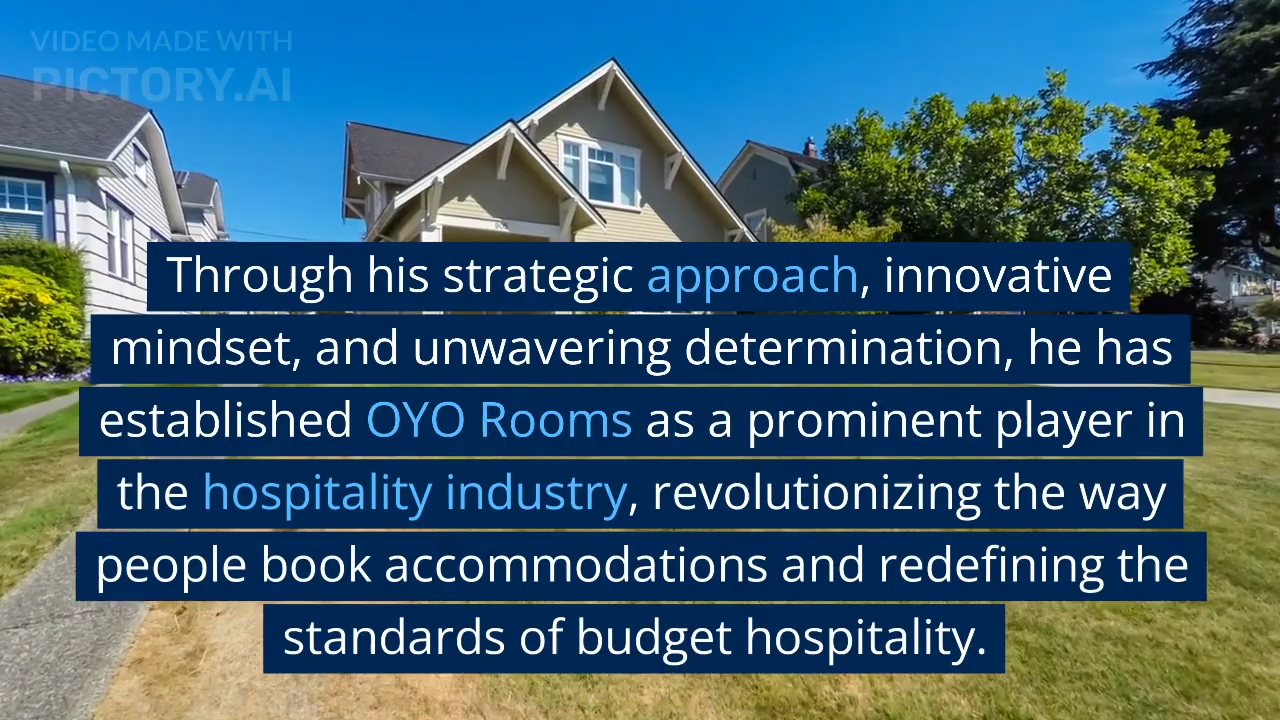 VIDEO MADE WITH
PICTORY.AI
Through his strategic approach, innovative
mindset, and unwavering determination, he has
established OYO Rooms as a prominent player in
the hospitality industry, revolutionizing the way
people book accommodations and redefining the
standards of budget hospitality.